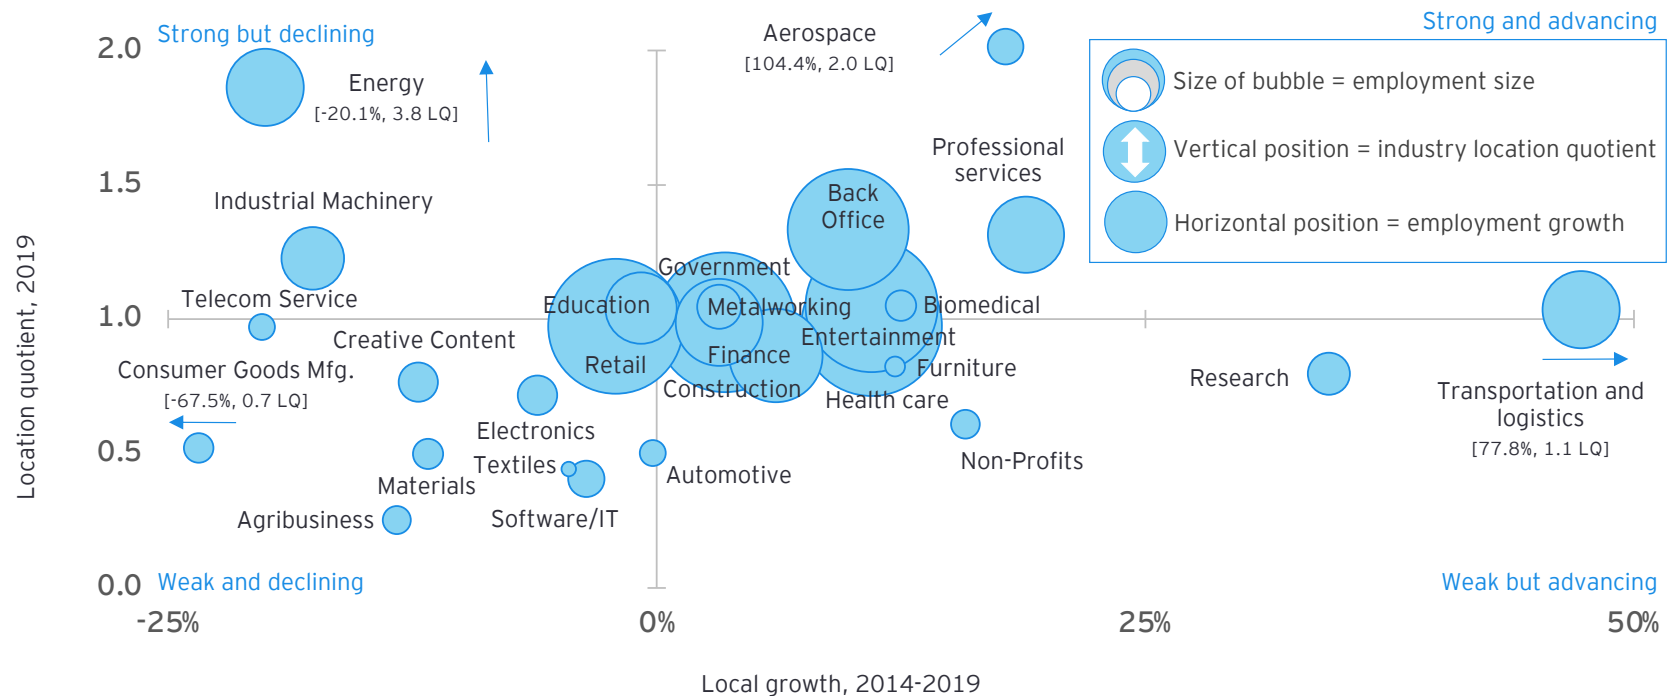 Strong but declining
Strong and advancing
2.0
1.5
1.0
0.5
0.0
Location quotient, 2019
Energy
[-20.1%, 3.8 LQ]
Aerospace
[104.4%, 2.0 LQ]
Size of bubble = employment size
Vertical position = industry location quotient
Horizontal position = employment growth
Professional
services
Back
Office
Industrial Machinery
Government
Telecom Service
Education
Metalworking
Biomedical
Creative Content
Entertainment
Retail
Finance
Furniture
Consumer Goods Mfg.
[-67.5%, 0.7 LQ]
Construction
Health care
Research
Transportation and
logistics
[77.8%, 1.1 LQ]
Electronics
Textiles
Automotive
Non-Profits
Materials
Agribusiness
Software/IT
Weak and declining
Weak but advancing
-25%
0%
25%
50%
Local growth, 2014-2019